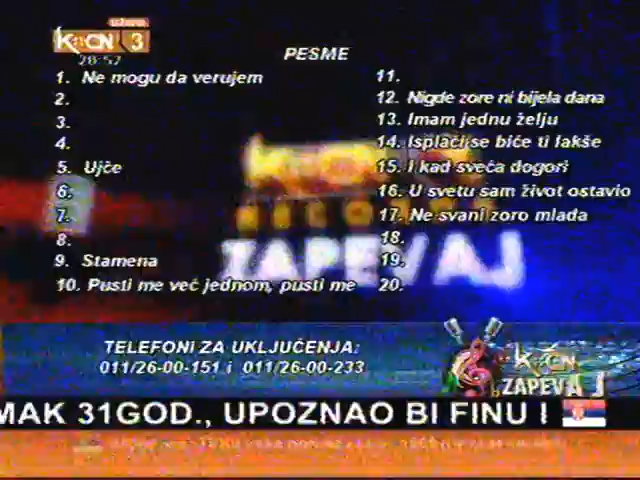 uživo
KCN 3
20:52
PESME
1. Ne mogu da verujem
2.
3.
4.
5. Ujče
6.
7.
8.
9. Stamena
10. Pusti me već jednom, pusti me
11.
12. Nigde zore ni bijela dana
13. Imam jednu želju
14. Isplači se biće ti lakše
15. I kad sveća dogori
16. U svetu sam život ostavio
17. Ne svani zoro mlada
18.
19.
20.
ZAPEVAJ
TELEFONI ZA UKLJUČENJA:
011/26-00-151 i 011/26-00-233
KCN
ZAPEVAJ
MAK 31GOD., UPOZNAO BI FINU I